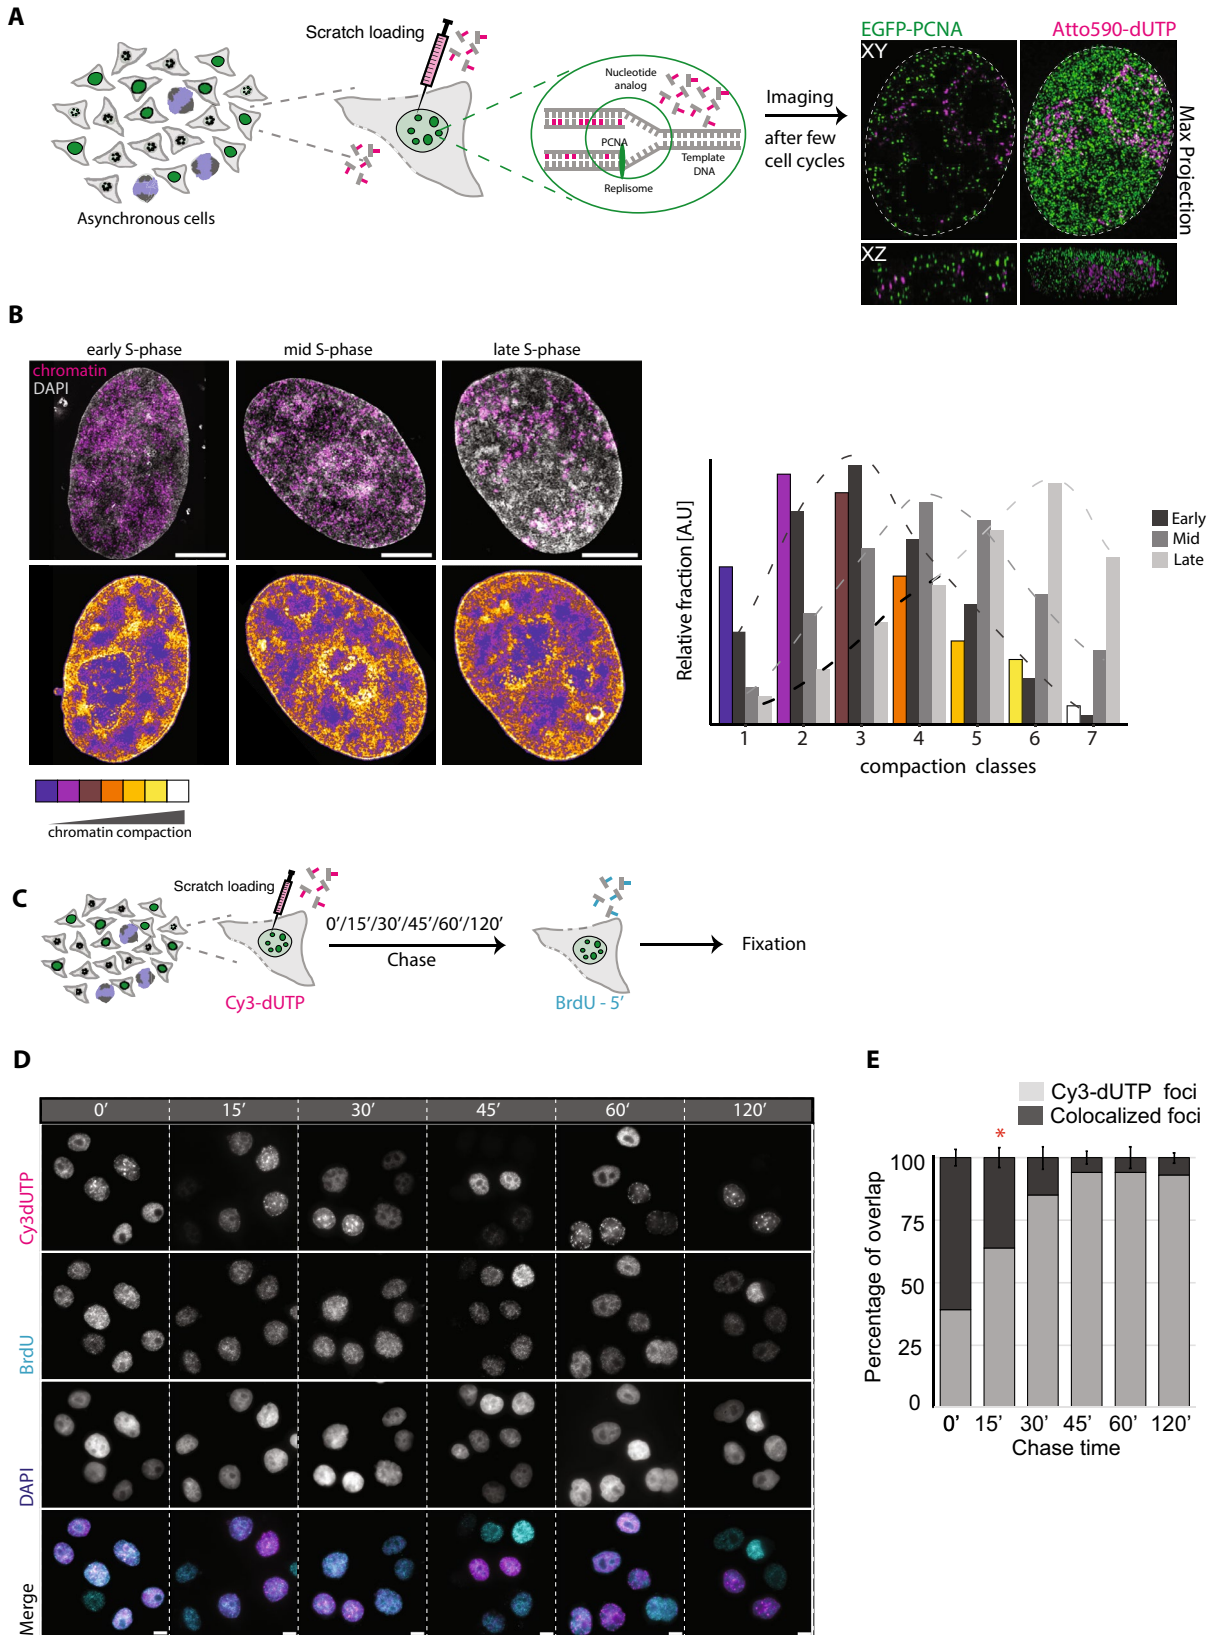 A
Scratch loading
Asynchronous cells
Nucleotide
analog
PCNA
Template
DNA
Replisome
Imaging
after few
cell cycles
EGFP-PCNA
Atto590-dUTP
XY
XZ
Max Projection
B
early S-phase
mid S-phase
late S-phase
chromatin
DAPI
chromatin compaction
Relative fraction [A.U]
Early
Mid
Late
1 2 3 4 5 6 7
compaction classes
C
Scratch loading
Cy3-dUTP
0’/15’/30’/45’/60’/120’
Chase
BrdU - 5’
Fixation
D
0’ 15’ 30’ 45’ 60’ 120’
Cy3dUTP
BrdU
DAPI
Merge
E
Cy3-dUTP foci
Colocalized foci
*
Percentage of overlap
100
75
50
25
0
0’ 15’ 30’ 45’ 60’ 120’
Chase time